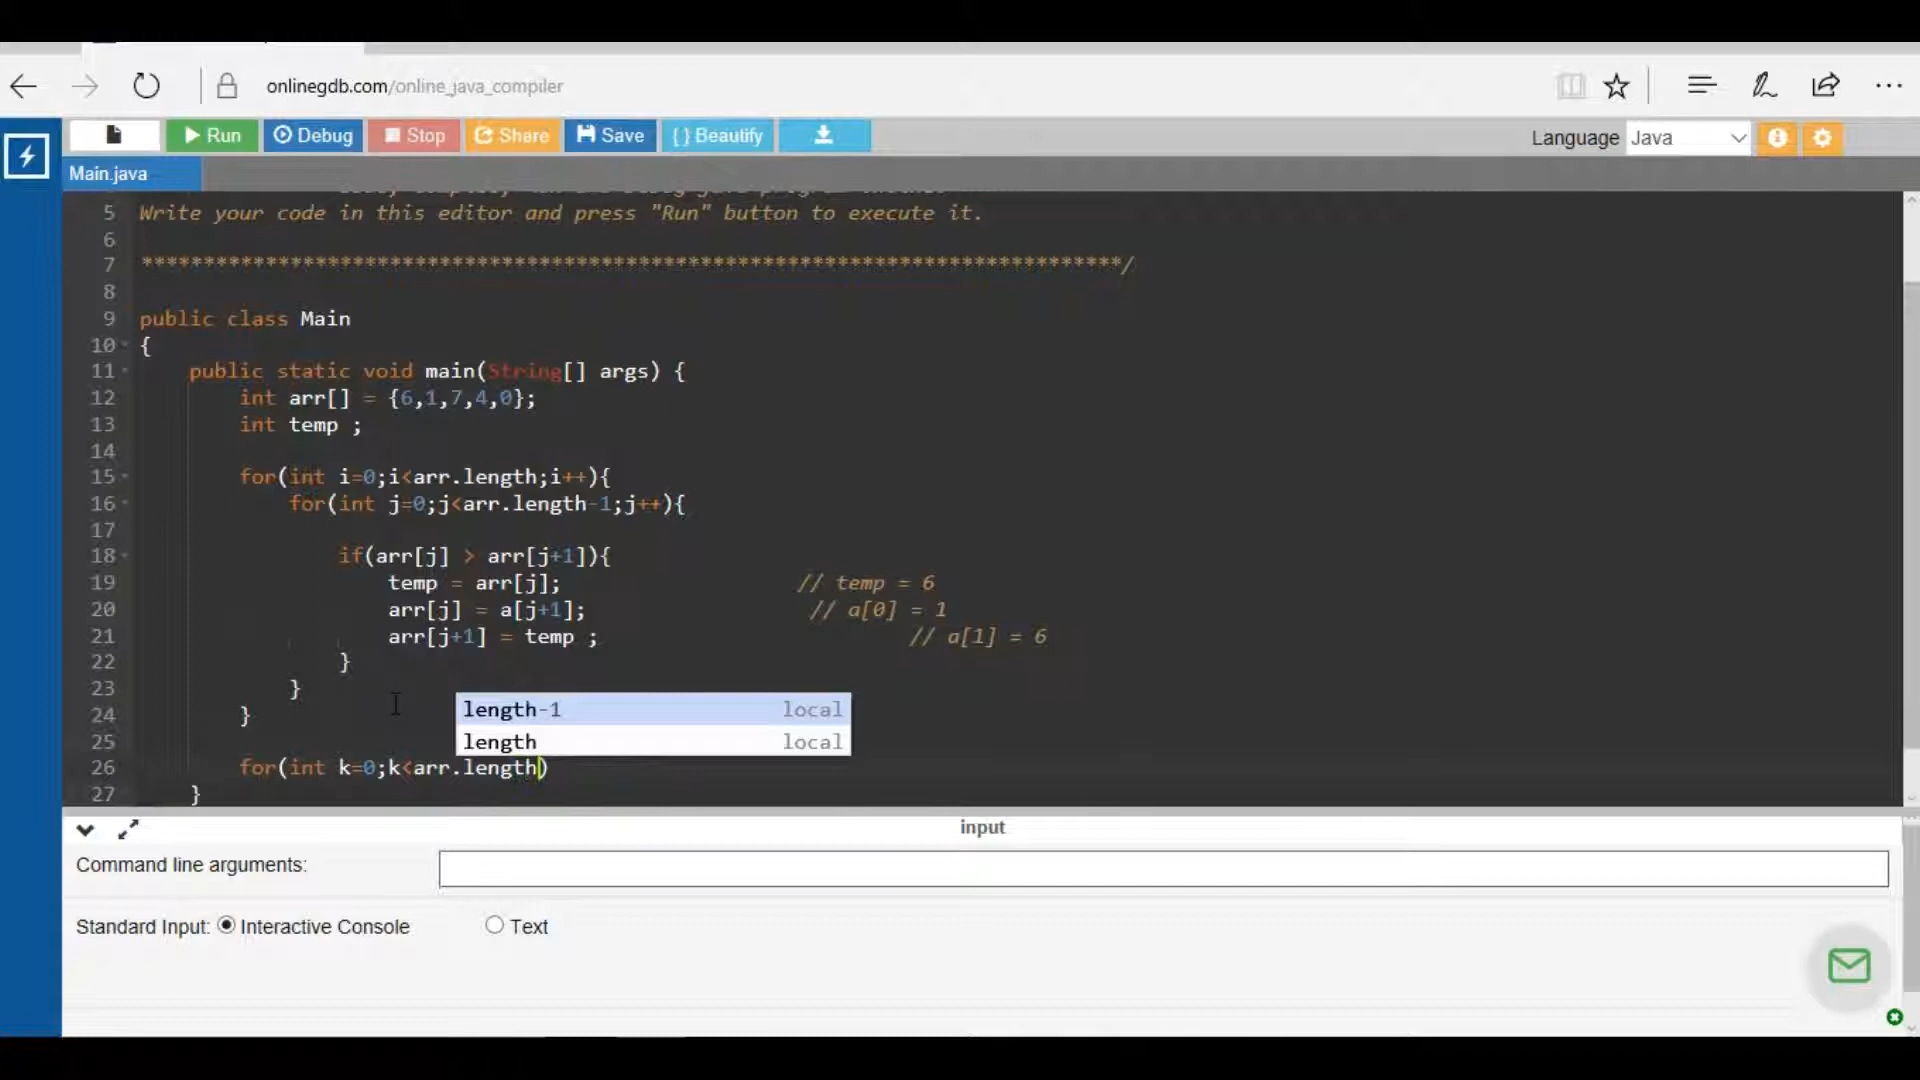 onlinegdb.com/online_java_compiler
Run
Debug
Stop
Share
Save
{ } Beautify
Language
Java
Main.java
5 Write your code in this editor and press "Run" button to execute it.
6
7 *******************************************************************************/
8
9 public class Main
10 {
11 public static void main(String[] args) {
12 int arr[] = {6,1,7,4,0};
13 int temp ;
14
15 for(int i=0;i<arr.length;i++){
16 for(int j=0;j<arr.length-1;j++){
17
18 if(arr[j] > arr[j+1]){
19 temp = arr[j]; // temp = 6
20 arr[j] = a[j+1]; // a[0] = 1
21 arr[j+1] = temp ; // a[1] = 6
22 }
23 }
24 }
length-1 local
25
length local
26 for(int k=0;k<arr.length)
27 }
input
Command line arguments:
Standard Input: Interactive Console Text